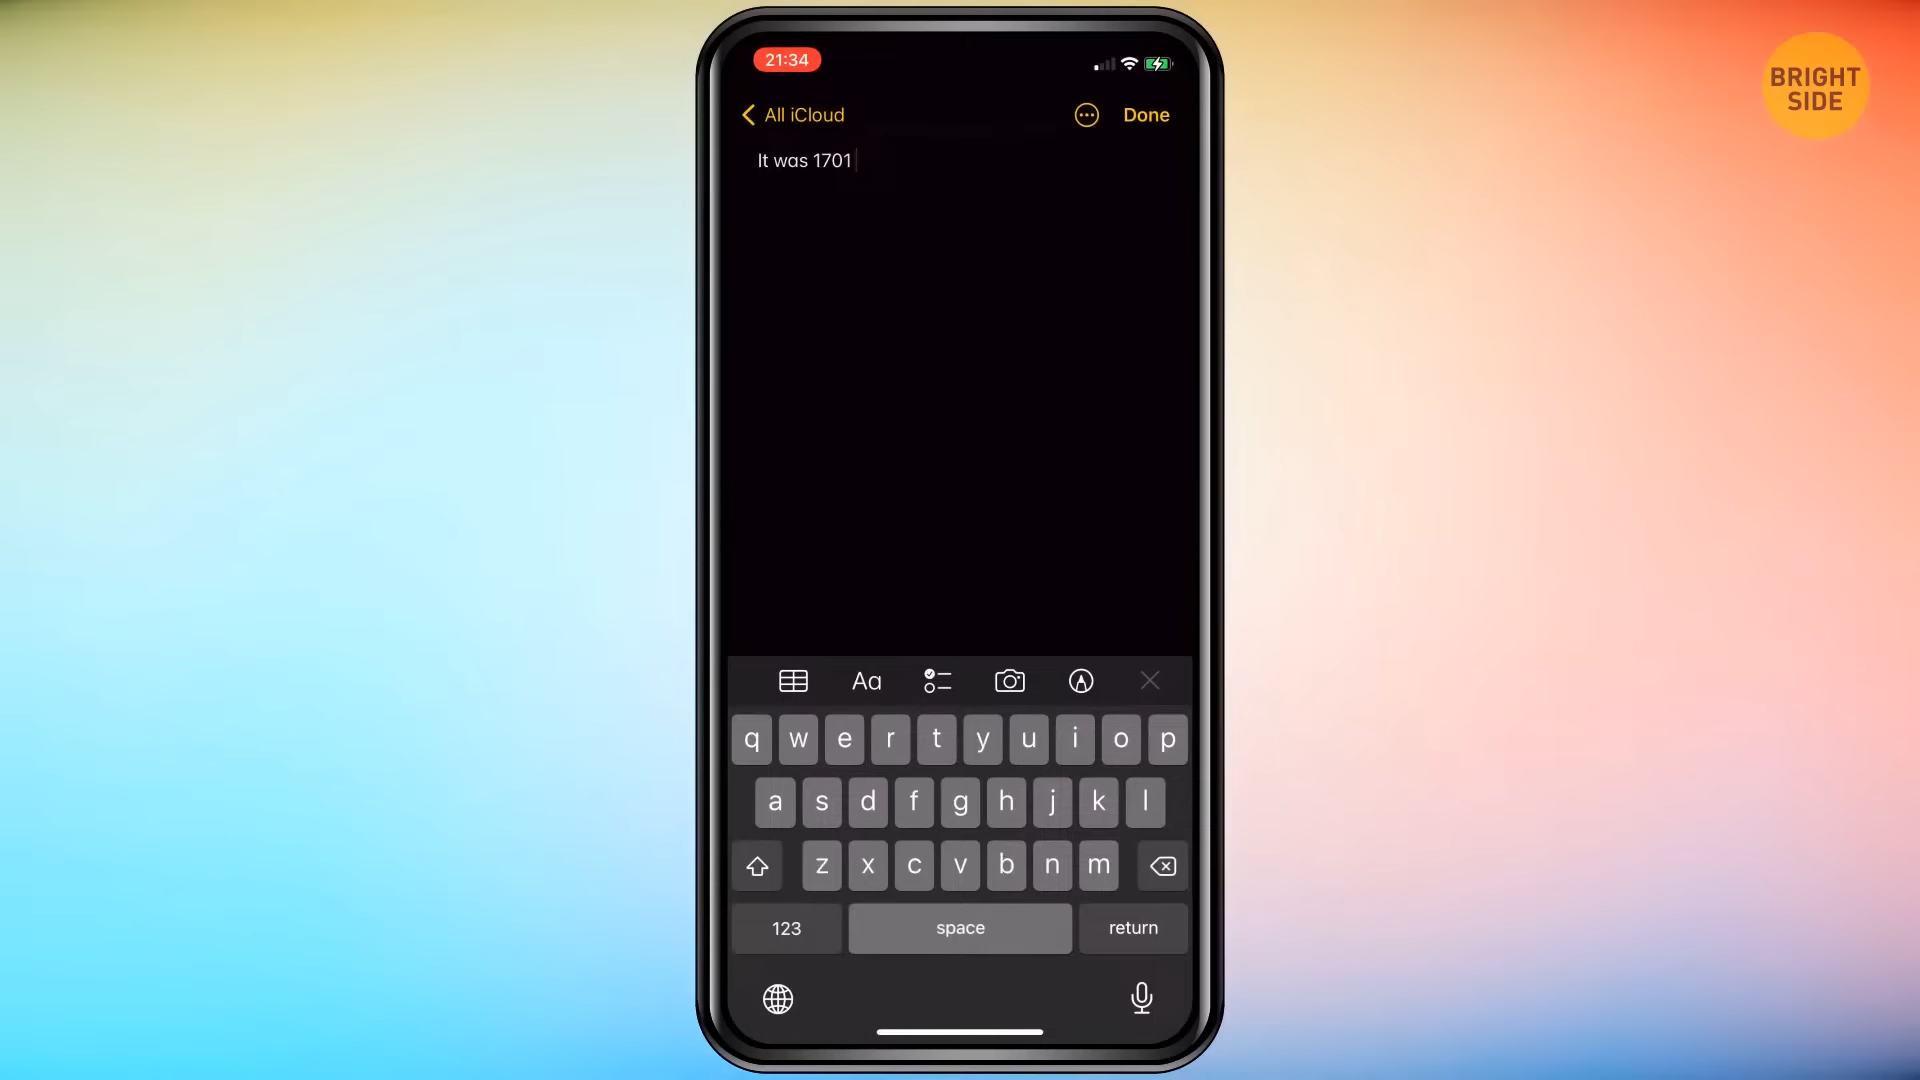 21:34
BRIGHT
SIDE
All iCloud
Done
It was 1701
Aa
q w e r t y u i o p
a s d f g h j k l
z x c v b n m
123 space return